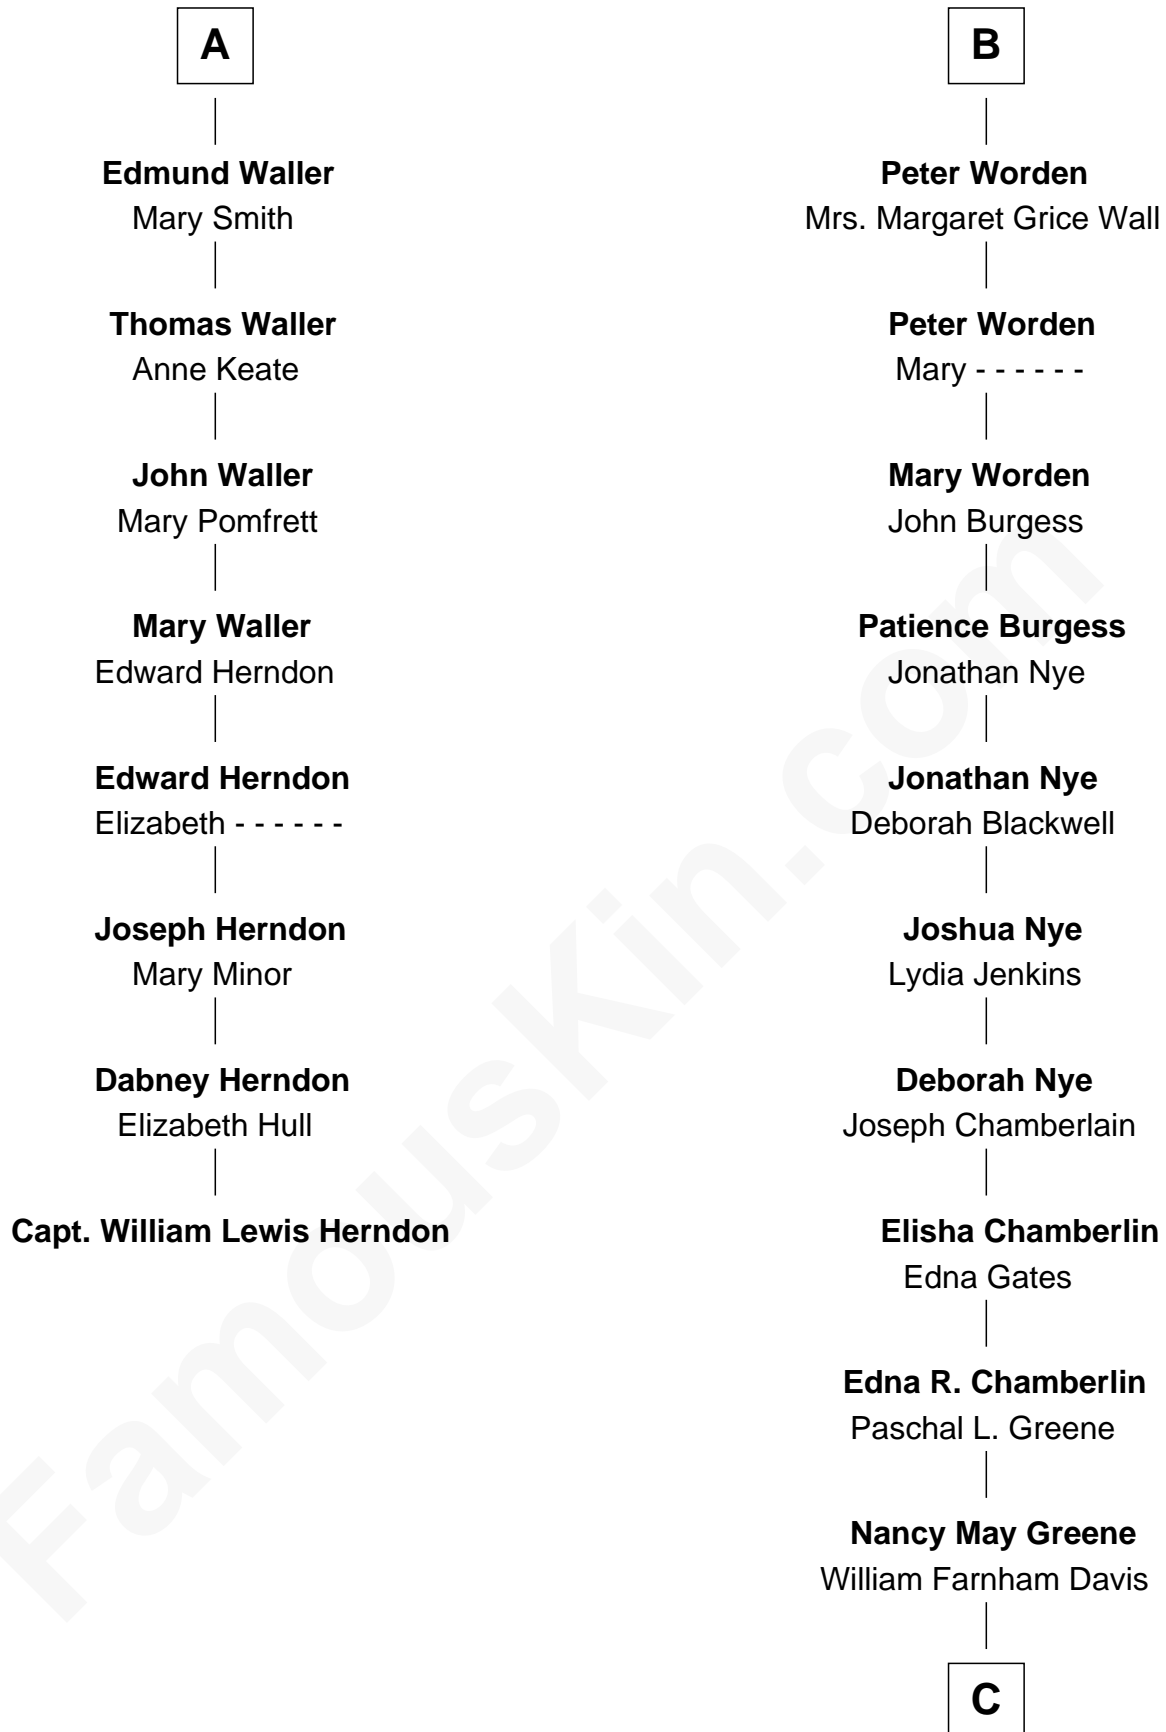 A
Edmund Waller
Mary Smith
Thomas Waller
Anne Keate
John Waller
Mary Pomfrett
Mary Waller
Edward Herndon
Edward Herndon
Elizabeth - - - - - -
Joseph Herndon
Mary Minor
Dabney Herndon
Elizabeth Hull
Capt. William Lewis Herndon
B
Peter Worden
Mrs. Margaret Grice Wall
Peter Worden
Mary - - - - - -
Mary Worden
John Burgess
Patience Burgess
Jonathan Nye
Jonathan Nye
Deborah Blackwell
Joshua Nye
Lydia Jenkins
Deborah Nye
Joseph Chamberlain
Elisha Chamberlin
Edna Gates
Edna R. Chamberlin
Paschal L. Greene
Nancy May Greene
William Farnham Davis
C
FamousKin.com